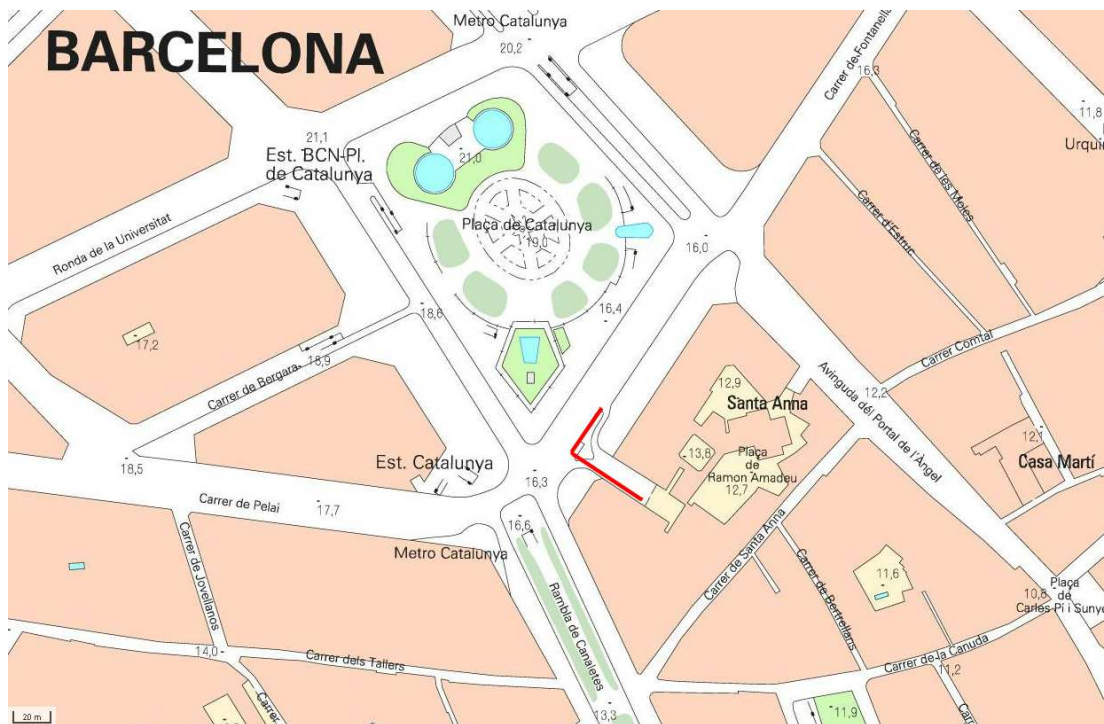 BARCELONA
Metro Catalunya
20,2
Carrer de Fontanella
16,3
11,8
21,1
Est. BCN-Pl.
de Catalunya
21,0
Carrer de les Moles
Carrer d'Estruc
Ronda de la Universitat
Plaça de Catalunya
19,0
16,0
18,6
16,4
17,2
18,9
Carrer de Bergara
Carrer Comtal
Avinguda del Portal de l'Àngel
12,9
Santa Anna
12,2
12,1
Casa Martí
13,8
Plaça
de
Ramon Amadeu
12,7
18,5
Est. Catalunya
16,3
Carrer de Pelai
17,7
16,6
Metro Catalunya
Carrer de Jovellanos
Rambla de Canaletes
Carrer de Santa Anna
Carrer de Bertrellans
11,6
10,8
Plaça
de
Carles Pi i Sunye
14,0
Carrer dels Tallers
Carrer de la Canuda
11,2
Carrer
13,3
11,9
20 m